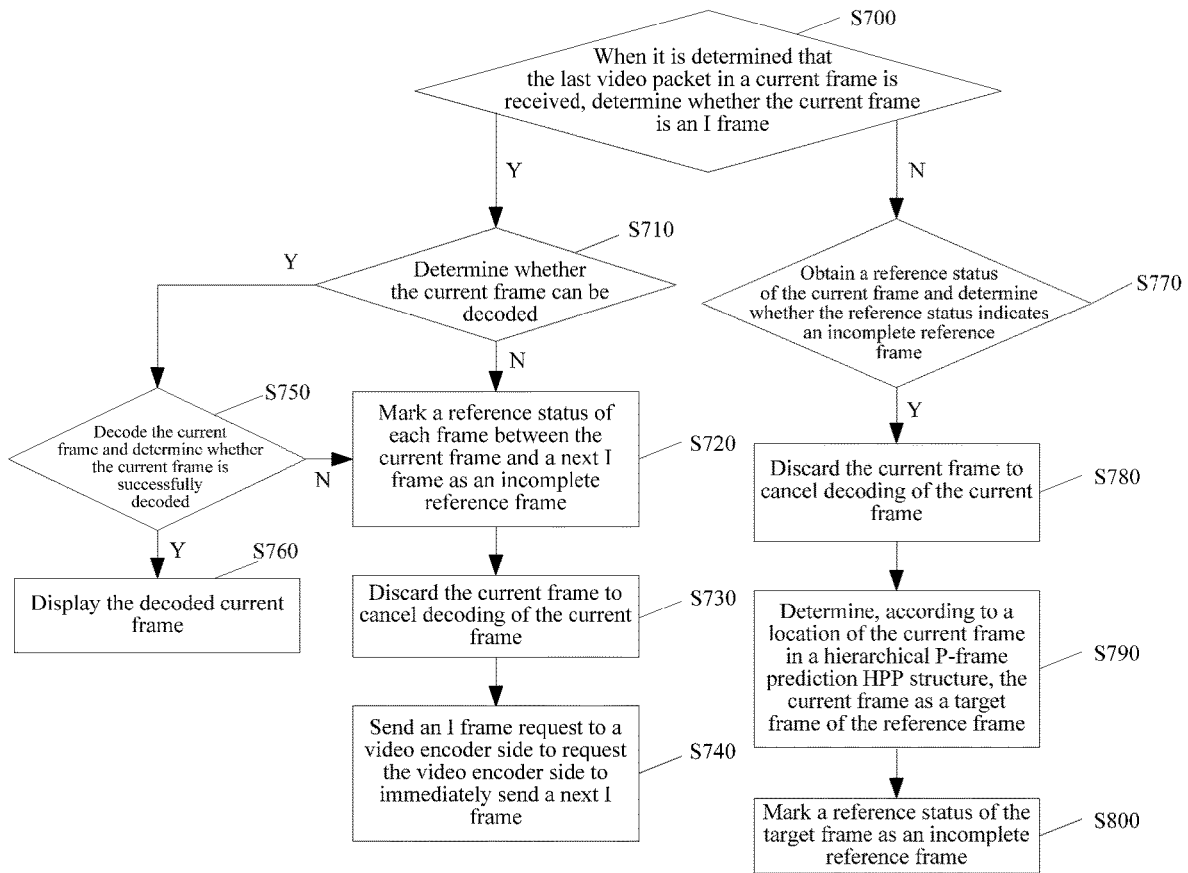 S700
When it is determined that
the last video packet in a current frame is
received, determine whether the current frame
is an I frame
Y
N
S710
Determine whether
the current frame can be
decoded
Y
N
S770
Obtain a reference status
of the current frame and determine
whether the reference status indicates
an incomplete reference
frame
Y
S750
Decode the current
frame and determine whether
the current frame is
successfully
decoded
N
Y
S720
Mark a reference status of
each frame between the
current frame and a next I
frame as an incomplete
reference frame
S780
Discard the current frame to
cancel decoding of the current
frame
S760
Display the decoded current
frame
S730
Discard the current frame to
cancel decoding of the current
frame
S790
Determine, according to a
location of the current frame
in a hierarchical P-frame
prediction HPP structure, the
current frame as a target
frame of the reference frame
S740
Send an I frame request to a
video encoder side to request
the video encoder side to
immediately send a next I
frame
S800
Mark a reference status of the
target frame as an incomplete
reference frame